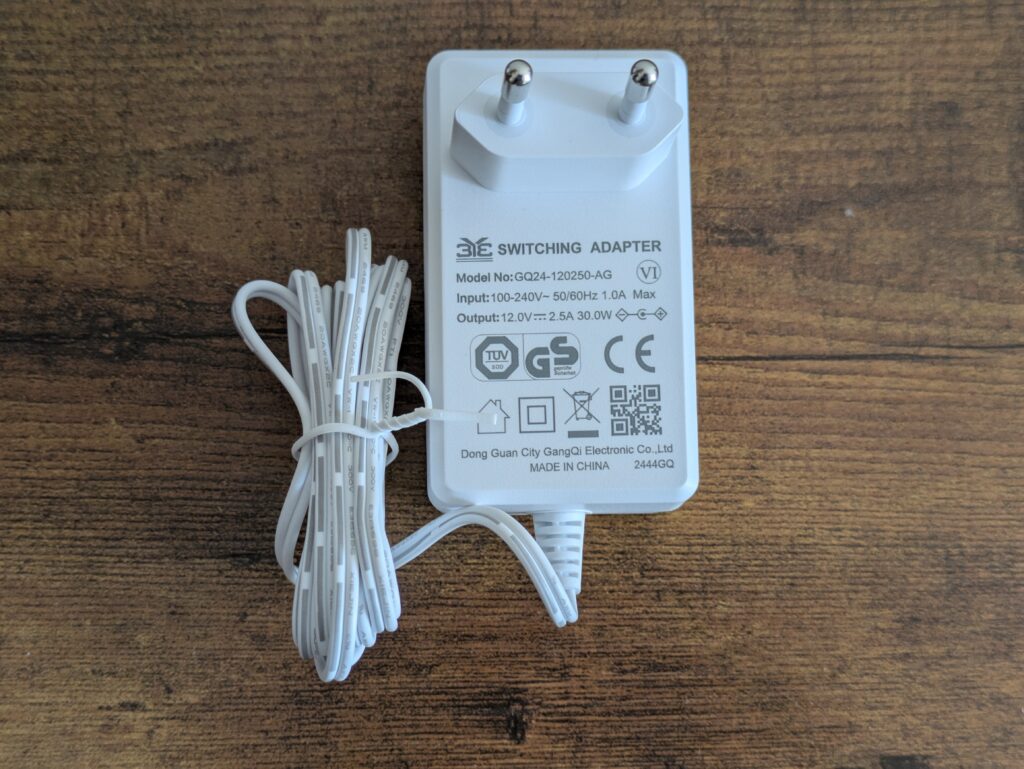 SWITCHING ADAPTER
Model No:GQ24-120250-AG
VI
Input:100-240V~ 50/60Hz 1.0A Max
Output:12.0V⎓ 2.5A 30.0W
TÜV
SÜD
GS
geprüfte
Sicherheit
CE
Dong Guan City GangQi Electronic Co.,Ltd
MADE IN CHINA 2444GQ